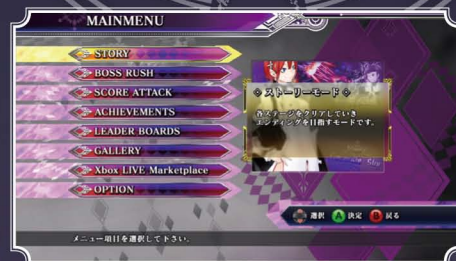 MAINMENU
STORY
BOSS RUSH
SCORE ATTACK
ACHIEVEMENTS
LEADER BOARDS
GALLERY
Xbox LIVE Marketplace
OPTION
◇ ストーリーモード ◇
各ステージをクリアしていき
エンディングを目指すモードです。
選択 A 決定 B 戻る
メニュー項目を選択して下さい。